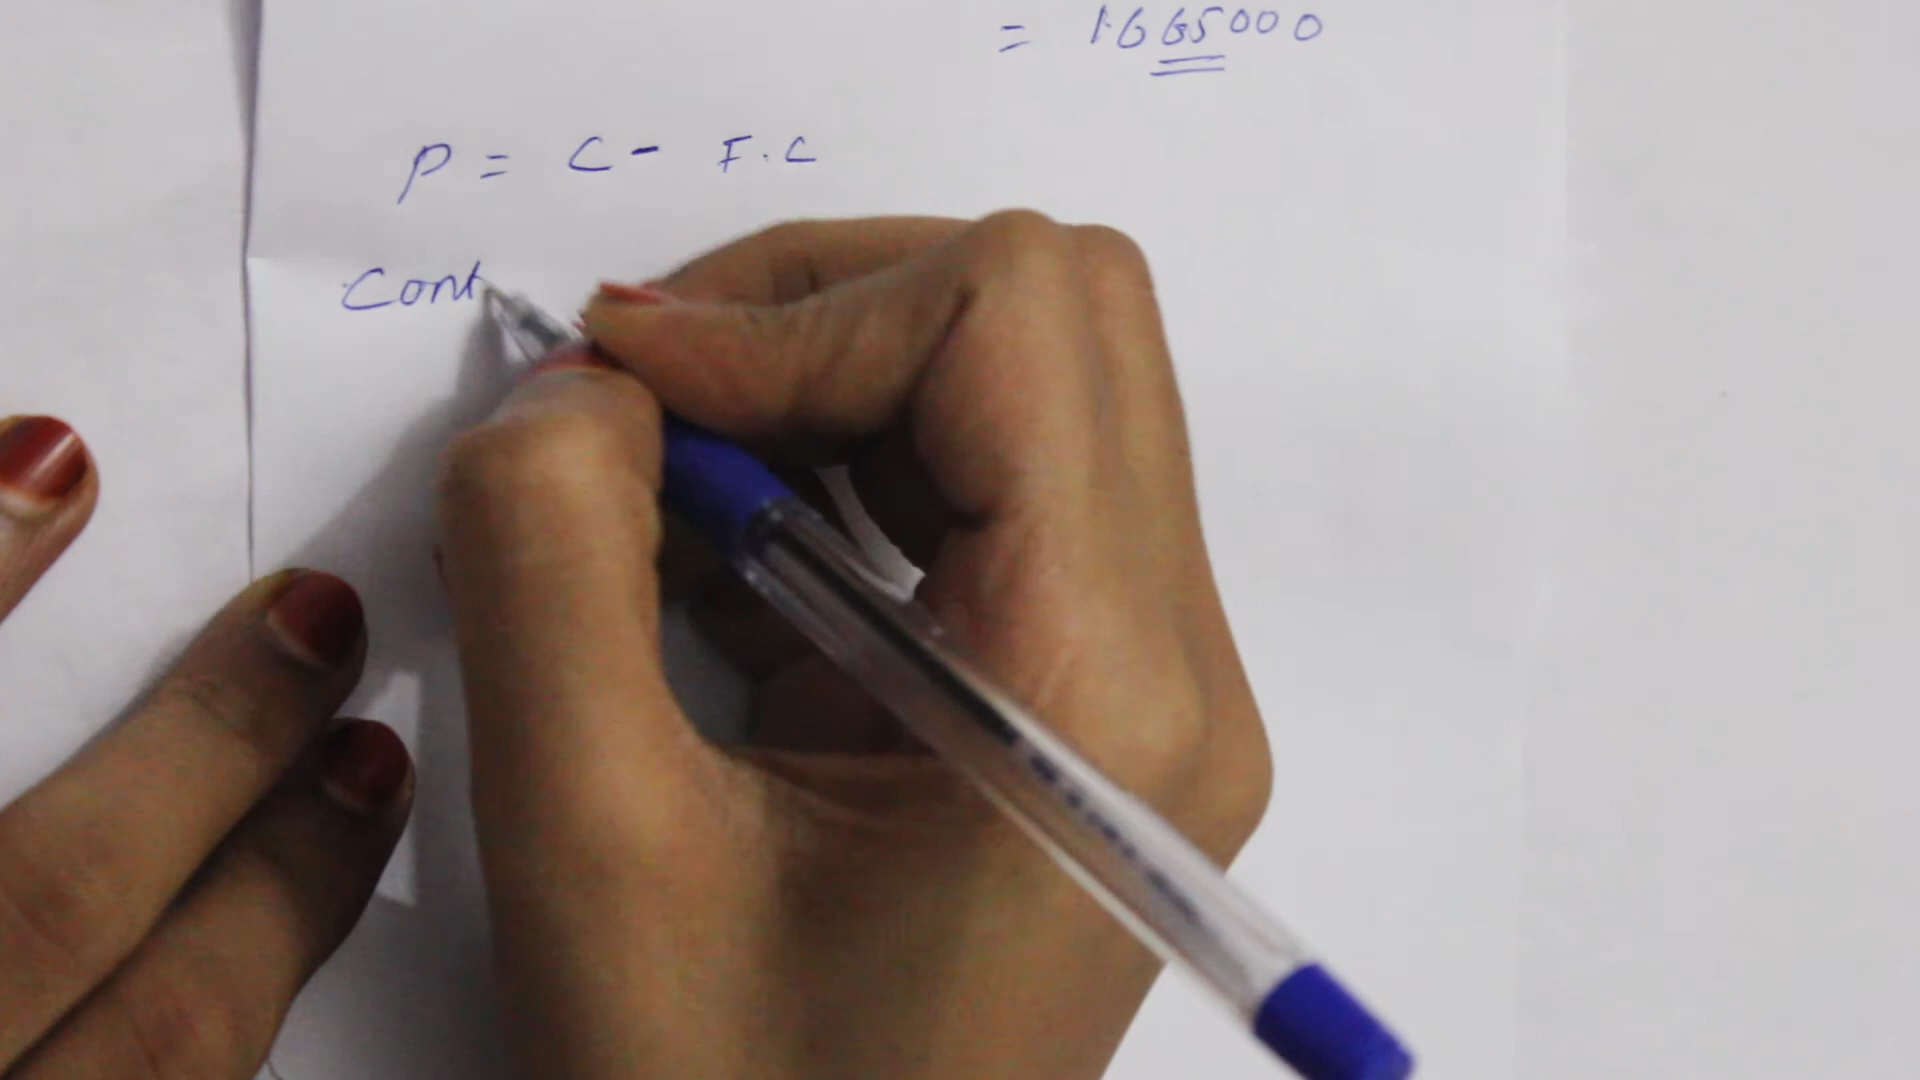 = 1665000
P = C - F.C
Cont